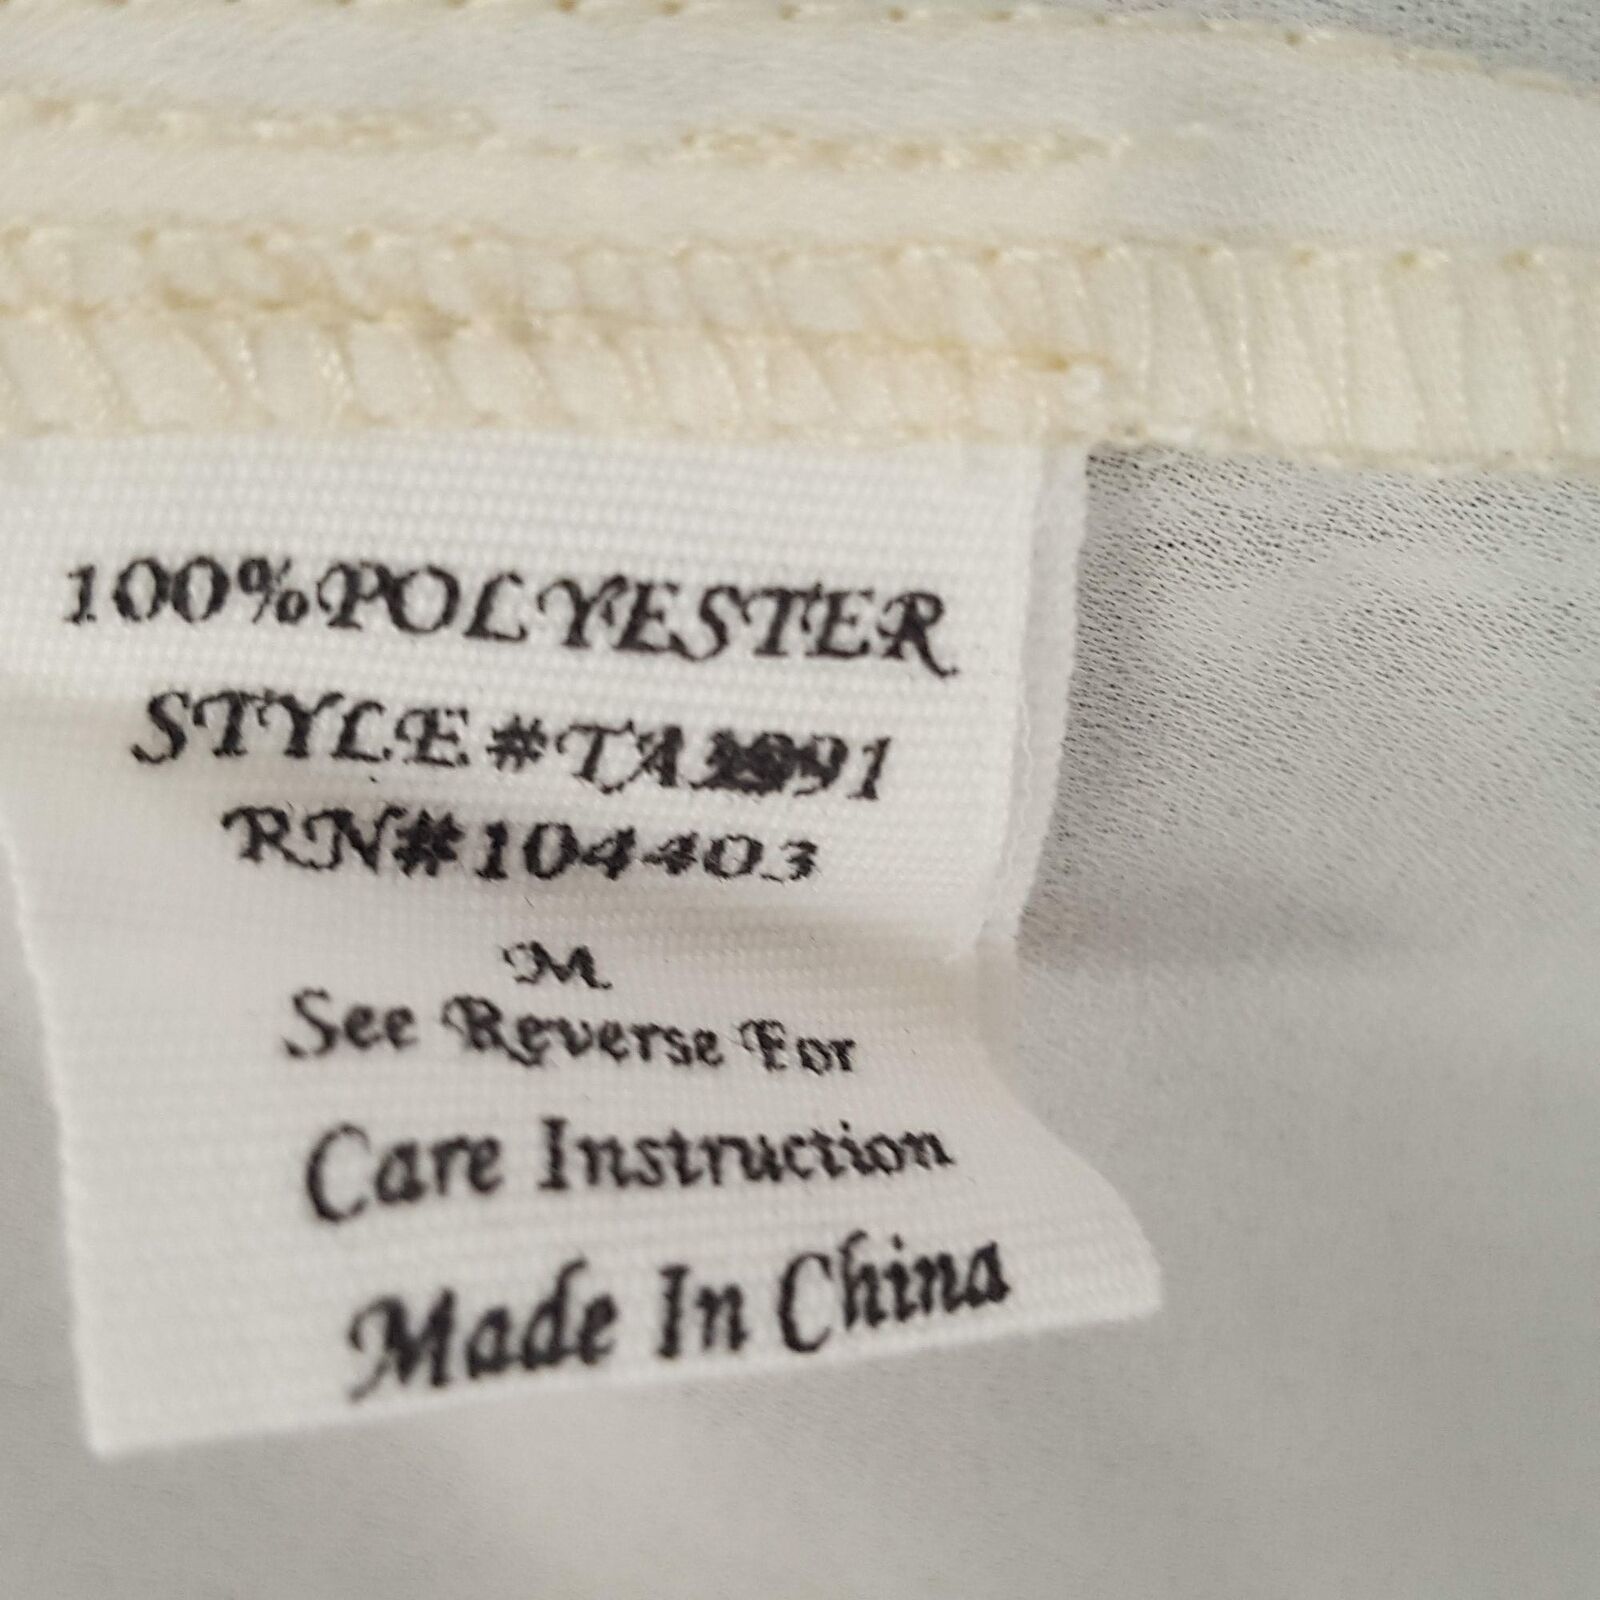 100%POLYESTER
STYLE#
RN#104403
M
See Reverse For
Care Instruction
Made In China